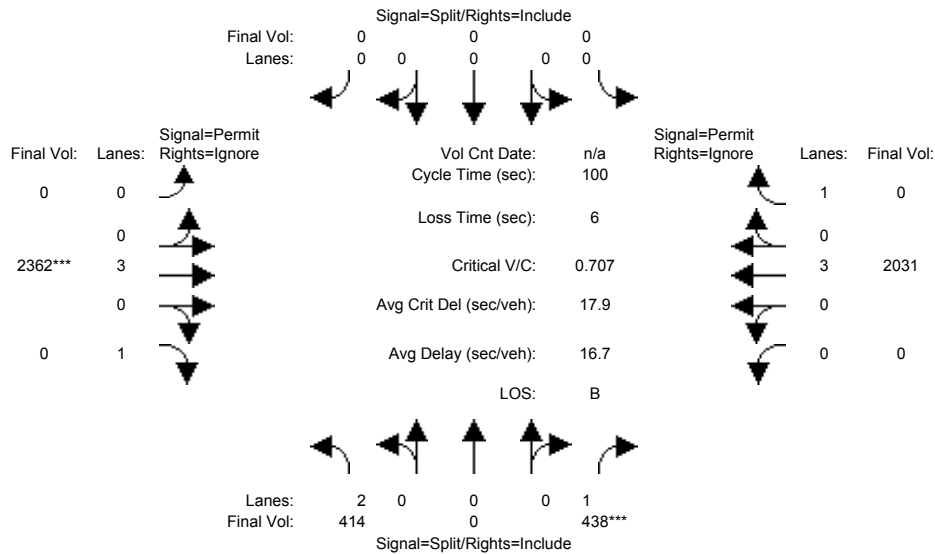 Signal=Split/Rights=Include
Final Vol: 0 0 0
Lanes: 0 0 0 0 0
Signal=Permit Signal=Permit
Final Vol: Lanes: Rights=Ignore Vol Cnt Date: n/a Rights=Ignore Lanes: Final Vol:
Cycle Time (sec): 100
0 0 1 0
Loss Time (sec): 6
0 0
2362*** 3 Critical V/C: 0.707 3 2031
0 Avg Crit Del (sec/veh): 17.9 0
0 1 Avg Delay (sec/veh): 16.7 0 0
LOS: B
Lanes: 2 0 0 0 1
Final Vol: 414 0 438***
Signal=Split/Rights=Include